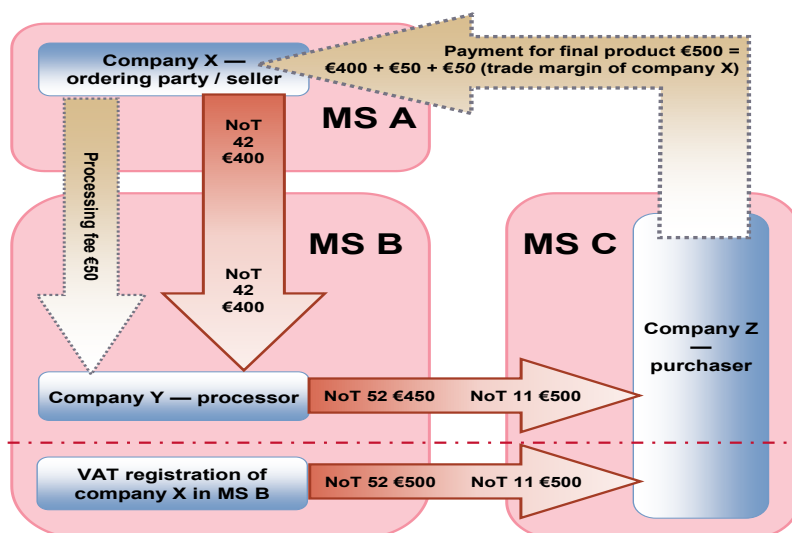 Company X —
ordering party / seller
Payment for final product €500 =
€400 + €50 + €50 (trade margin of company X)
MS A
NoT
42
€400
Processing fee €50
MS B
MS C
NoT
42
€400
Company Z
—
purchaser
Company Y — processor
NoT 52 €450
NoT 11 €500
VAT registration of
company X in MS B
NoT 52 €500
NoT 11 €500